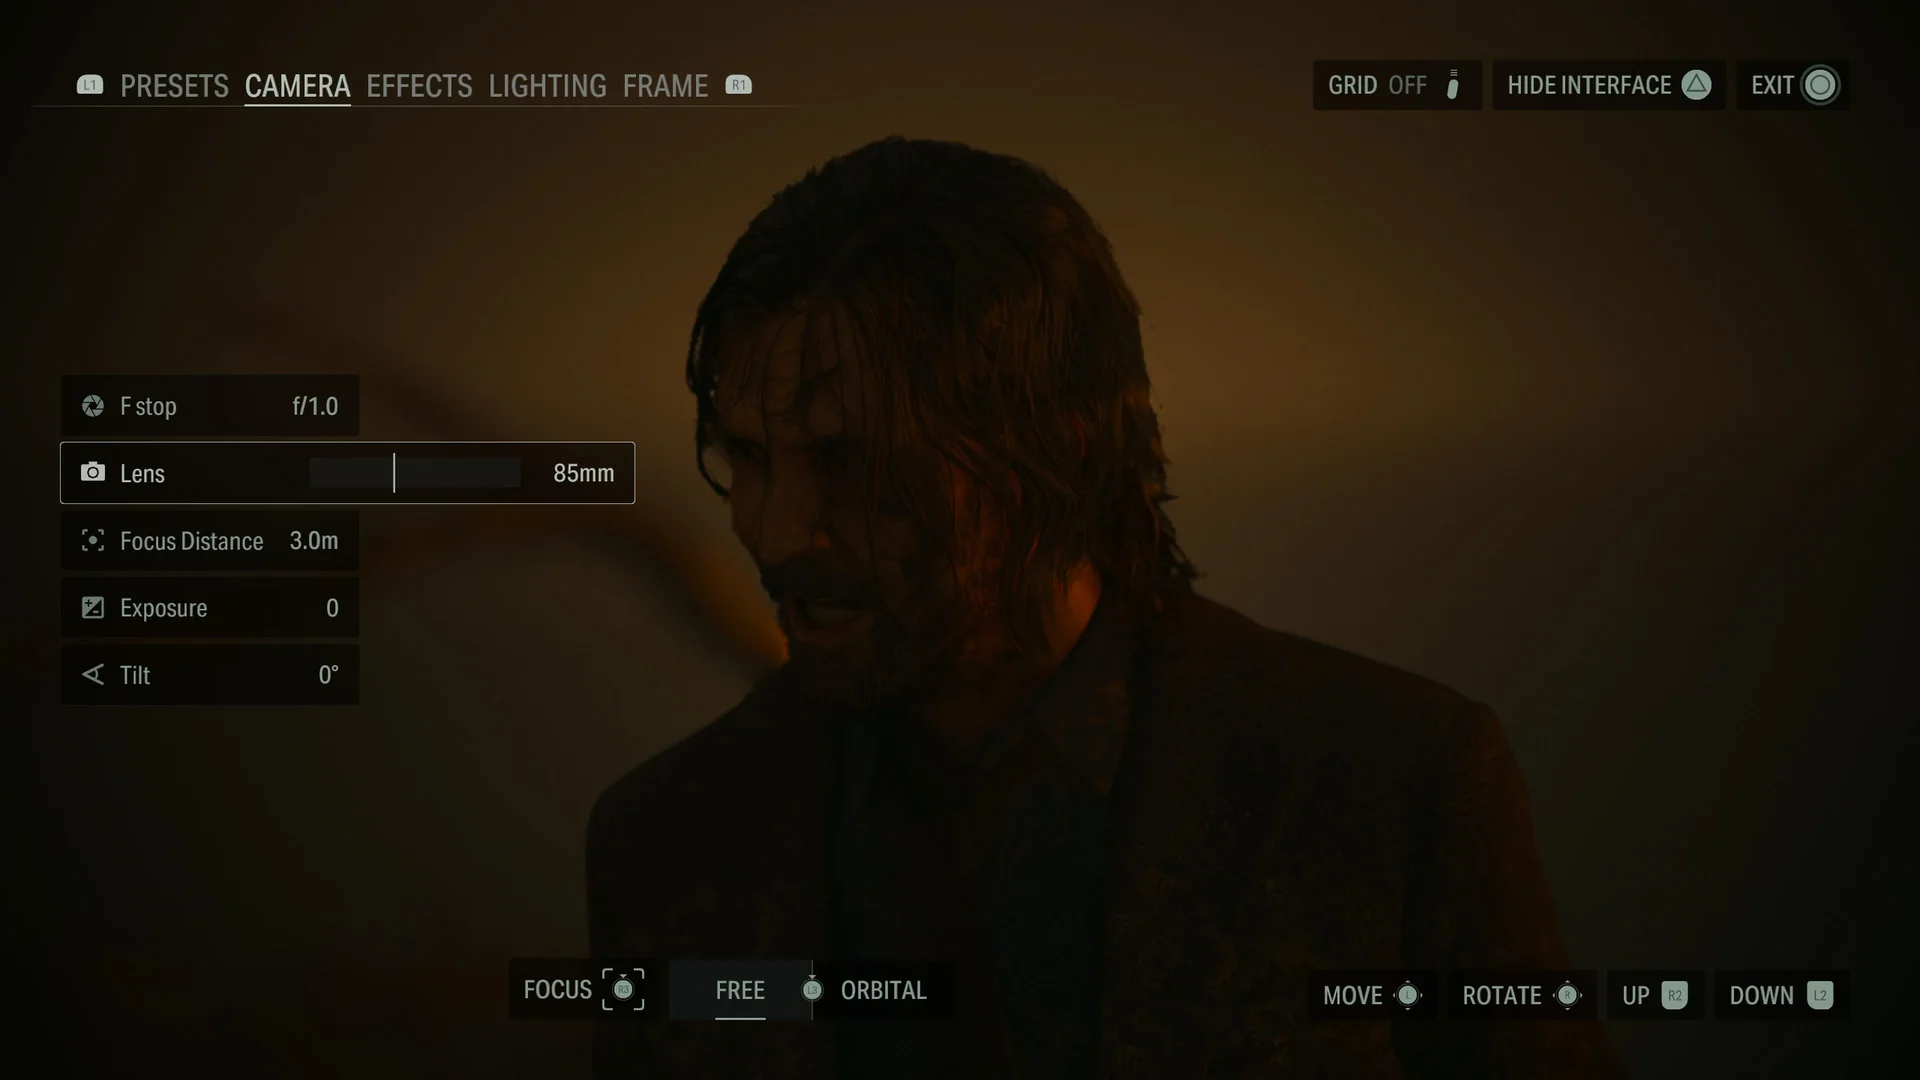 L1 PRESETS CAMERA EFFECTS LIGHTING FRAME R1
GRID OFF HIDE INTERFACE EXIT
F stop f/1.0
Lens 85mm
Focus Distance 3.0m
Exposure 0
Tilt 0°
FOCUS R3 FREE L3 ORBITAL
MOVE L ROTATE R UP R2 DOWN L2